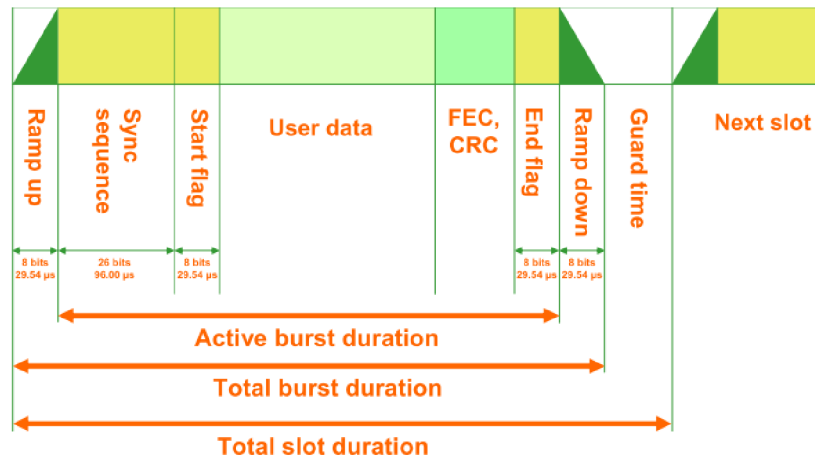 Ramp up
Sync
sequence
Start flag
User data
FEC,
CRC
End flag
Ramp down
Guard time
Next slot
8 bits
29.54 µs
26 bits
96.00 µs
8 bits
29.54 µs
8 bits
29.54 µs
8 bits
29.54 µs
Active burst duration
Total burst duration
Total slot duration